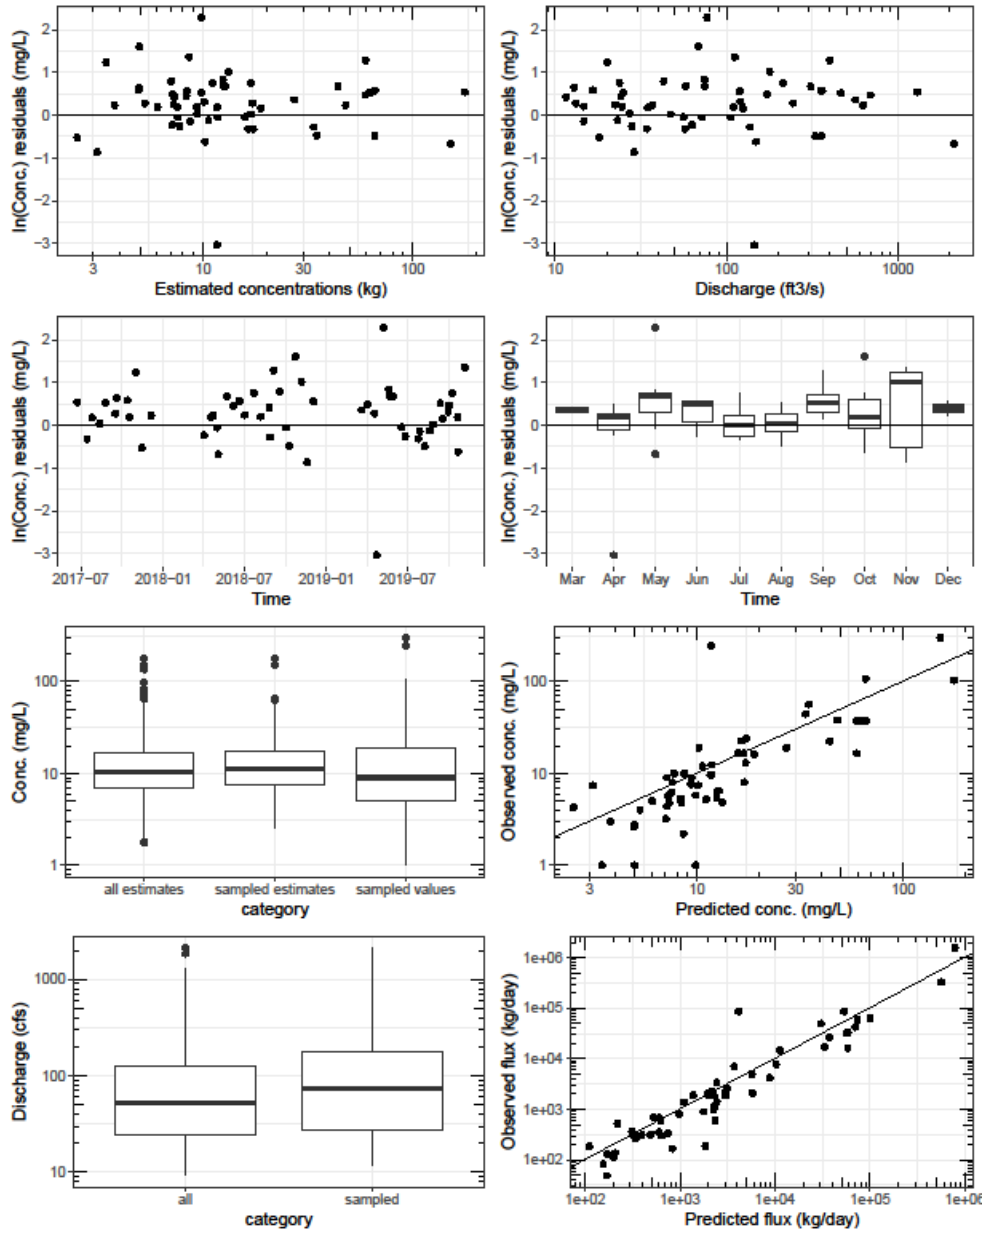 ln(Conc.) residuals (mg/L)
2
1
0
−1
−2
−3
3
10
30
100
Estimated concentrations (kg)
ln(Conc.) residuals (mg/L)
2
1
0
−1
−2
−3
10
100
1000
Discharge (ft3/s)
ln(Conc.) residuals (mg/L)
2
1
0
−1
−2
−3
2017-07
2018-01
2018-07
2019-01
2019-07
Time
ln(Conc.) residuals (mg/L)
2
1
0
−1
−2
−3
Mar
Apr
May
Jun
Jul
Aug
Sep
Oct
Nov
Dec
Time
Conc. (mg/L)
100
10
1
all estimates
sampled estimates
sampled values
category
Observed conc. (mg/L)
100
10
1
3
10
30
100
Predicted conc. (mg/L)
Discharge (cfs)
1000
100
10
all
sampled
category
Observed flux (kg/day)
1e+06
1e+05
1e+04
1e+03
1e+02
1e+02
1e+03
1e+04
1e+05
1e+06
Predicted flux (kg/day)